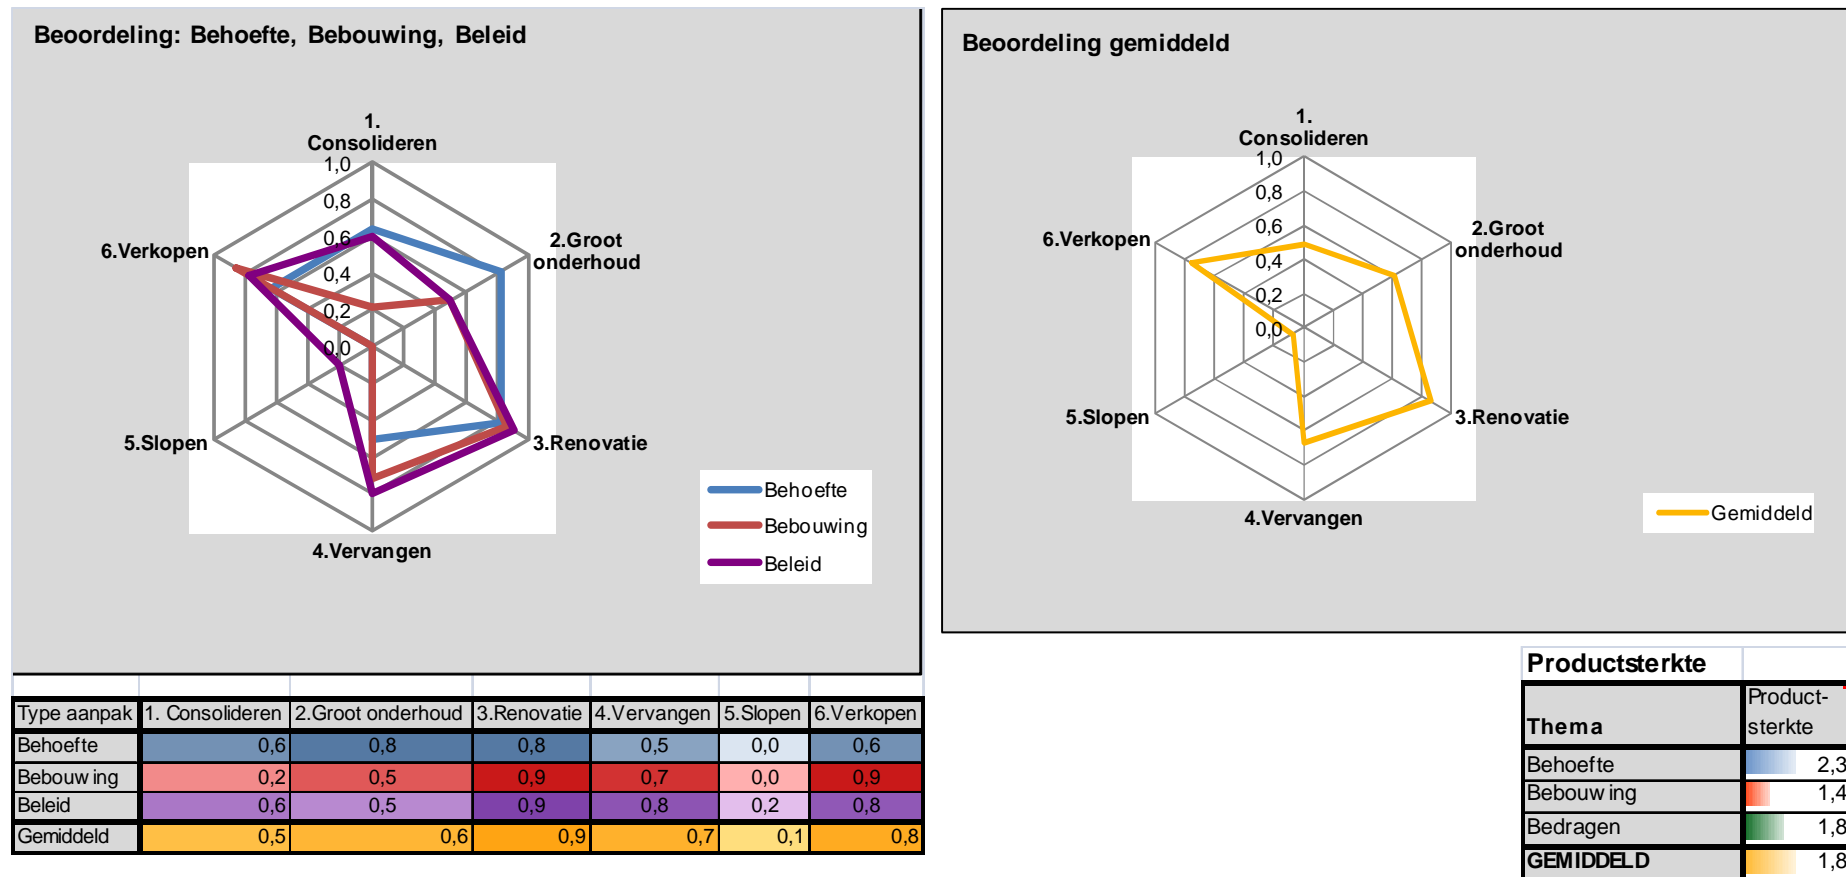 Beoordeling: Behoefte, Bebouwing, Beleid
1.
Consolideren
1,0
0,8
0,6
0,4
0,2
0,0
2.Groot
onderhoud
3.Renovatie
4.Vervangen
5.Slopen
6.Verkopen
Behoefte
Bebouwing
Beleid
Beoordeling gemiddeld
1.
Consolideren
1,0
0,8
0,6
0,4
0,2
0,0
2.Groot
onderhoud
3.Renovatie
4.Vervangen
5.Slopen
6.Verkopen
Gemiddeld
Type aanpak 1. Consolideren 2.Groot onderhoud 3.Renovatie 4.Vervangen 5.Slopen 6.Verkopen
Behoefte 0,6 0,8 0,8 0,5 0,0 0,6
Bebouwing 0,2 0,5 0,9 0,7 0,0 0,9
Beleid 0,6 0,5 0,9 0,8 0,2 0,8
Gemiddeld 0,5 0,6 0,9 0,7 0,1 0,8
Productsterkte
Thema Product-
sterkte
Behoefte 2,3
Bebouwing 1,4
Bedragen 1,8
GEMIDDELD 1,8